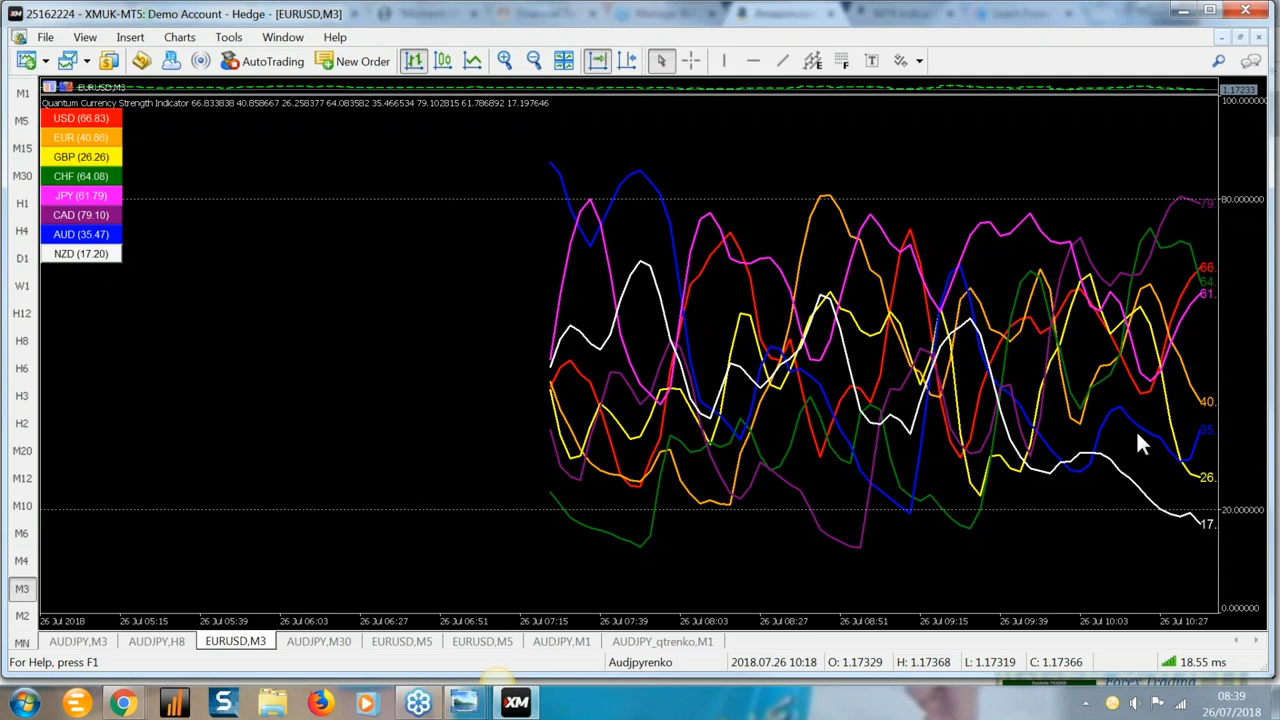 25162224 - XMUK-MT5: Demo Account - Hedge - [EURUSD,M3]
File View Insert Charts Tools Window Help
AutoTrading New Order
M1
M5
M15
M30
H1
H4
D1
W1
H12
H8
H6
H3
H2
M20
M12
M10
M6
M4
M3
M2
MN
EURUSD,M3
1.17233
Quantum Currency Strength Indicator 66.833838 40.858667 26.258377 64.083582 35.466534 79.102815 61.786892 17.197646
100.000000
USD (66.83)
EUR (40.86)
GBP (26.26)
CHF (64.08)
JPY (61.79)
CAD (79.10)
AUD (35.47)
NZD (17.20)
80.000000
79.
66.
64.
61.
40.
35.
26.
20.000000
17.
0.000000
26 Jul 2018 26 Jul 05:15 26 Jul 05:39 26 Jul 06:03 26 Jul 06:27 26 Jul 06:51 26 Jul 07:15 26 Jul 07:39 26 Jul 08:03 26 Jul 08:27 26 Jul 08:51 26 Jul 09:15 26 Jul 09:39 26 Jul 10:03 26 Jul 10:27
AUDJPY,M3 AUDJPY,H8 EURUSD,M3 AUDJPY,M30 EURUSD,M5 EURUSD,M5 AUDJPY,M1 AUDJPY_qtrenko,M1
For Help, press F1 Audjpyrenko 2018.07.26 10:18 O: 1.17329 H: 1.17368 L: 1.17319 C: 1.17366 18.55 ms
Forex Trading
XM
08:39
26/07/2018